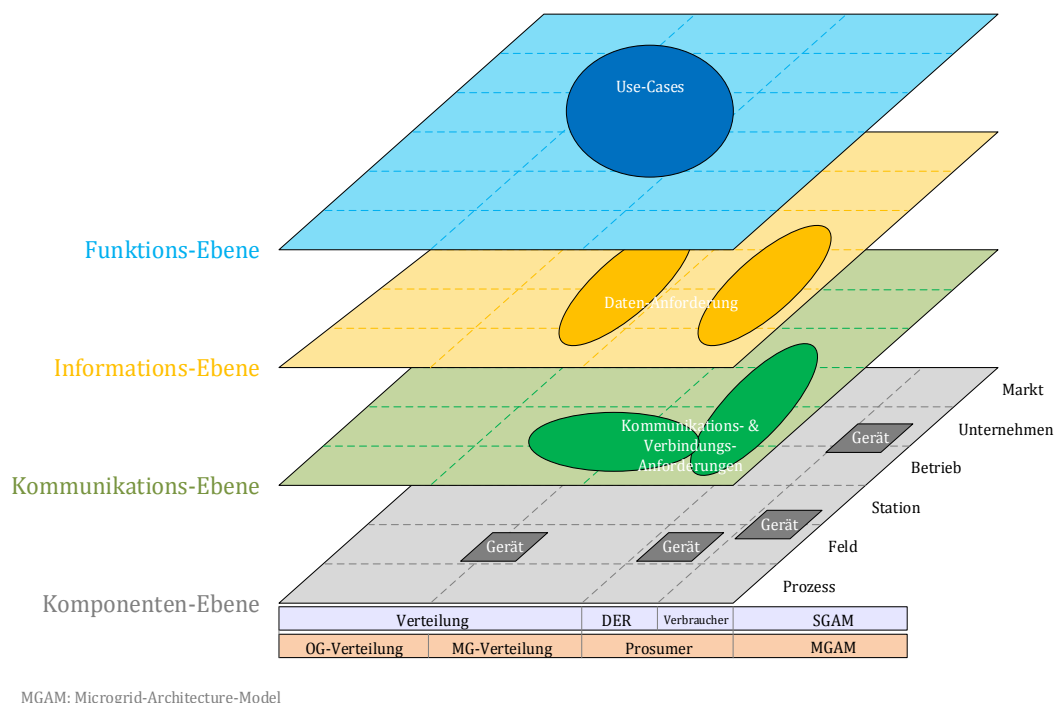 Use-Cases
Funktions-Ebene
Daten-Anforderung
Informations-Ebene
Markt
Kommunikations- &
Verbindungs-
Anforderungen
Unternehmen
Gerät
Betrieb
Kommunikations-Ebene
Station
Gerät
Gerät
Gerät
Feld
Prozess
Komponenten-Ebene
Verteilung DER Verbraucher SGAM
OG-Verteilung MG-Verteilung Prosumer MGAM
MGAM: Microgrid-Architecture-Model